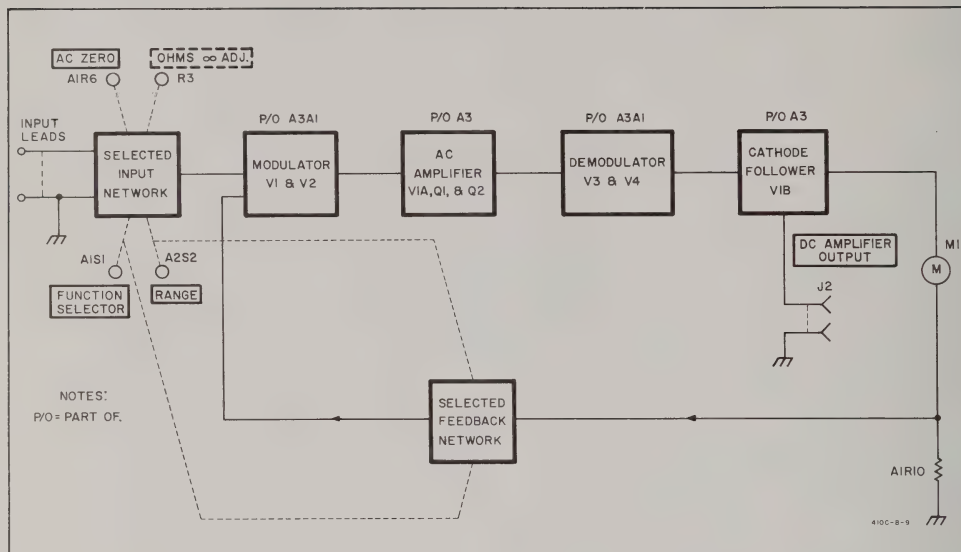 AC ZERO
OHMS ∞ ADJ.
A1R6
R3
INPUT
LEADS
SELECTED
INPUT
NETWORK
P/O A3A1
MODULATOR
V1 & V2
P/O A3
AC
AMPLIFIER
V1A, Q1, & Q2
P/O A3A1
DEMODULATOR
V3 & V4
P/O A3
CATHODE
FOLLOWER
V1B
DC AMPLIFIER
OUTPUT
M1
M
J2
A1S1
A2S2
FUNCTION
SELECTOR
RANGE
NOTES:
P/O = PART OF.
SELECTED
FEEDBACK
NETWORK
A1R10
410C-B-9